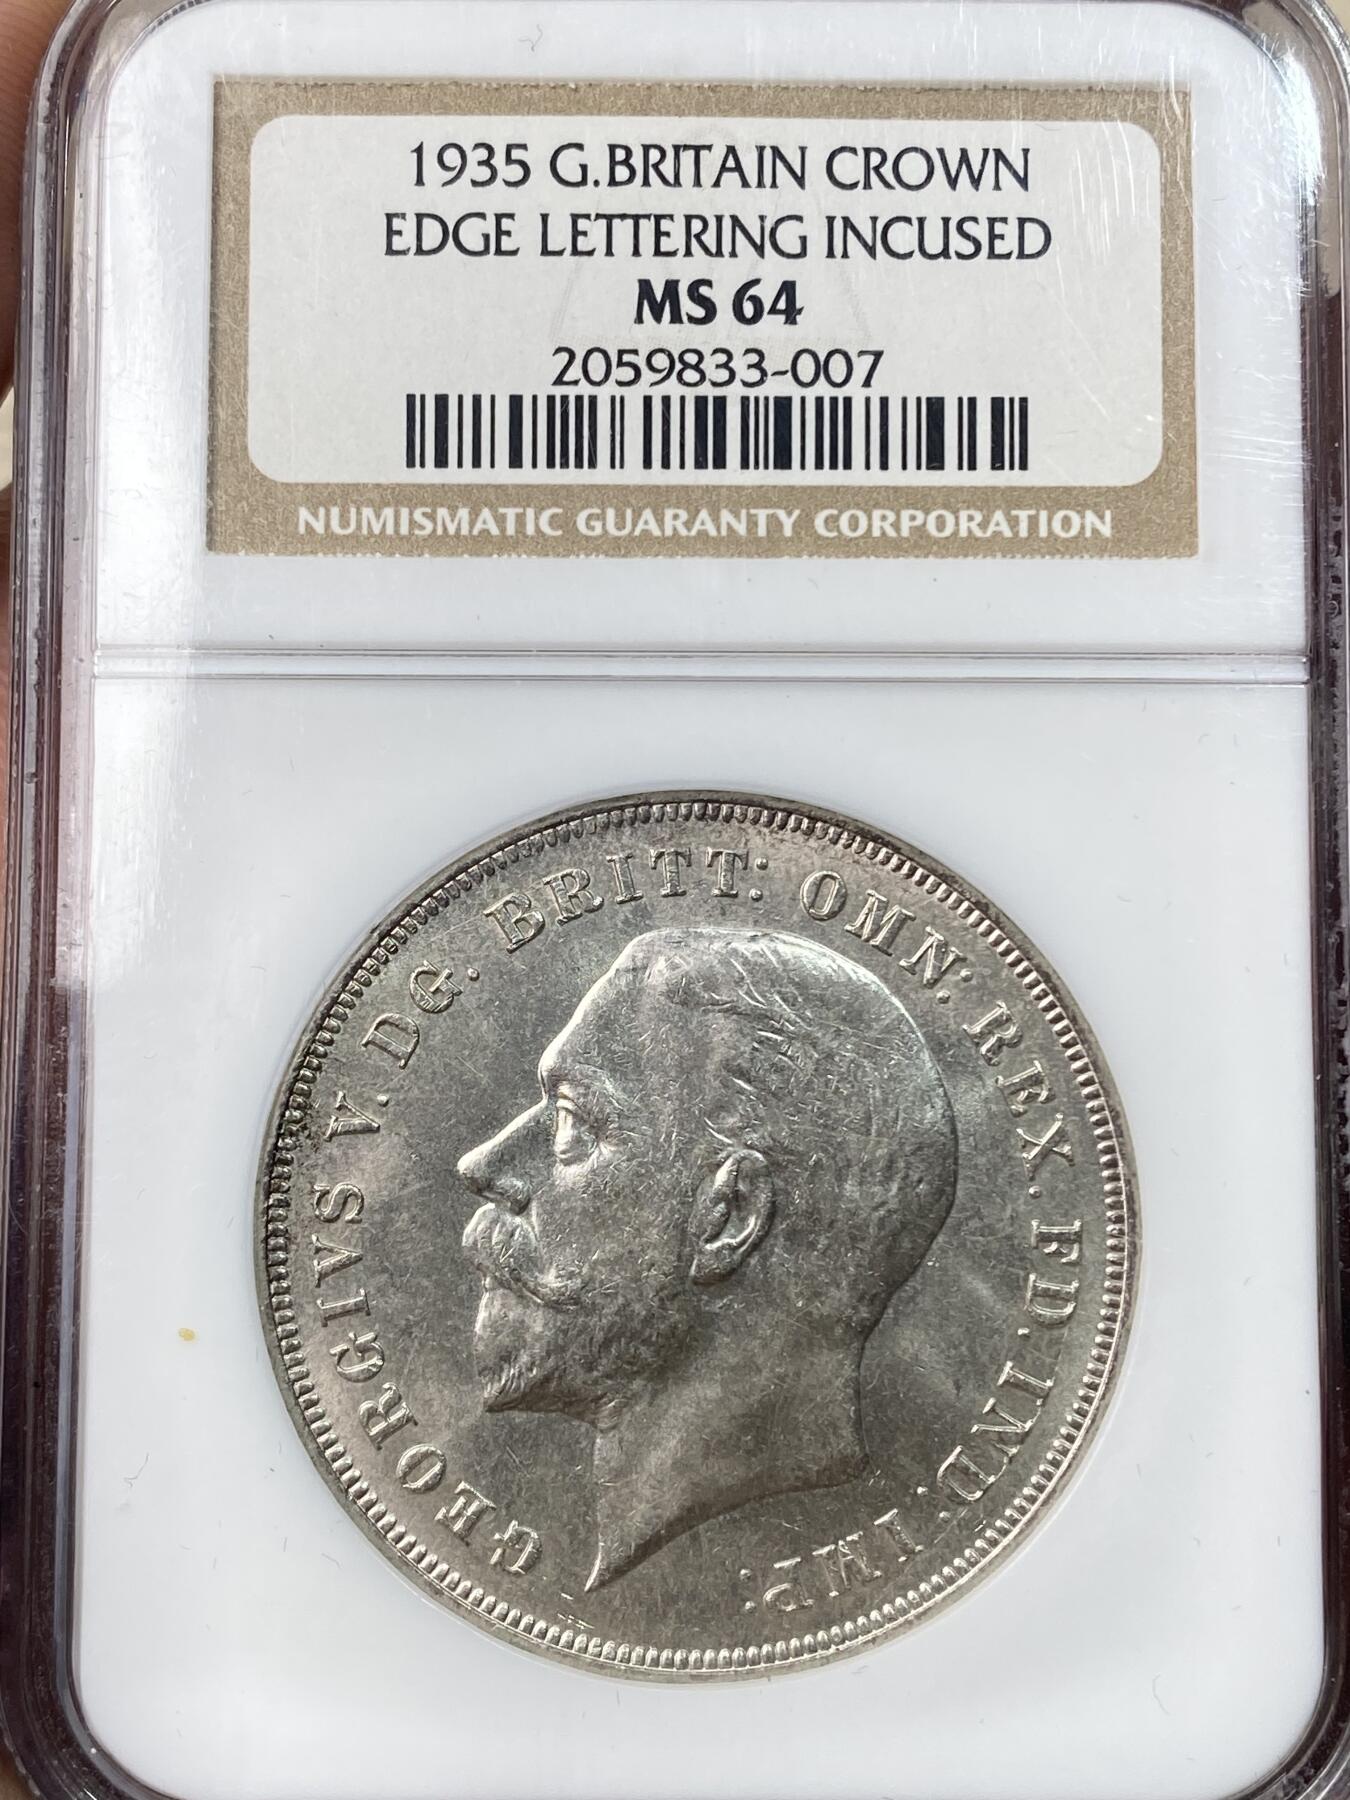 1935 G.BRITAIN CROWN
EDGE LETTERING INCUSED
MS 64
2059833-007
NUMISMATIC GUARANTY CORPORATION
GEORGIVS V. DG. BRITT: OMN: REX. F.D. IND: IMP: